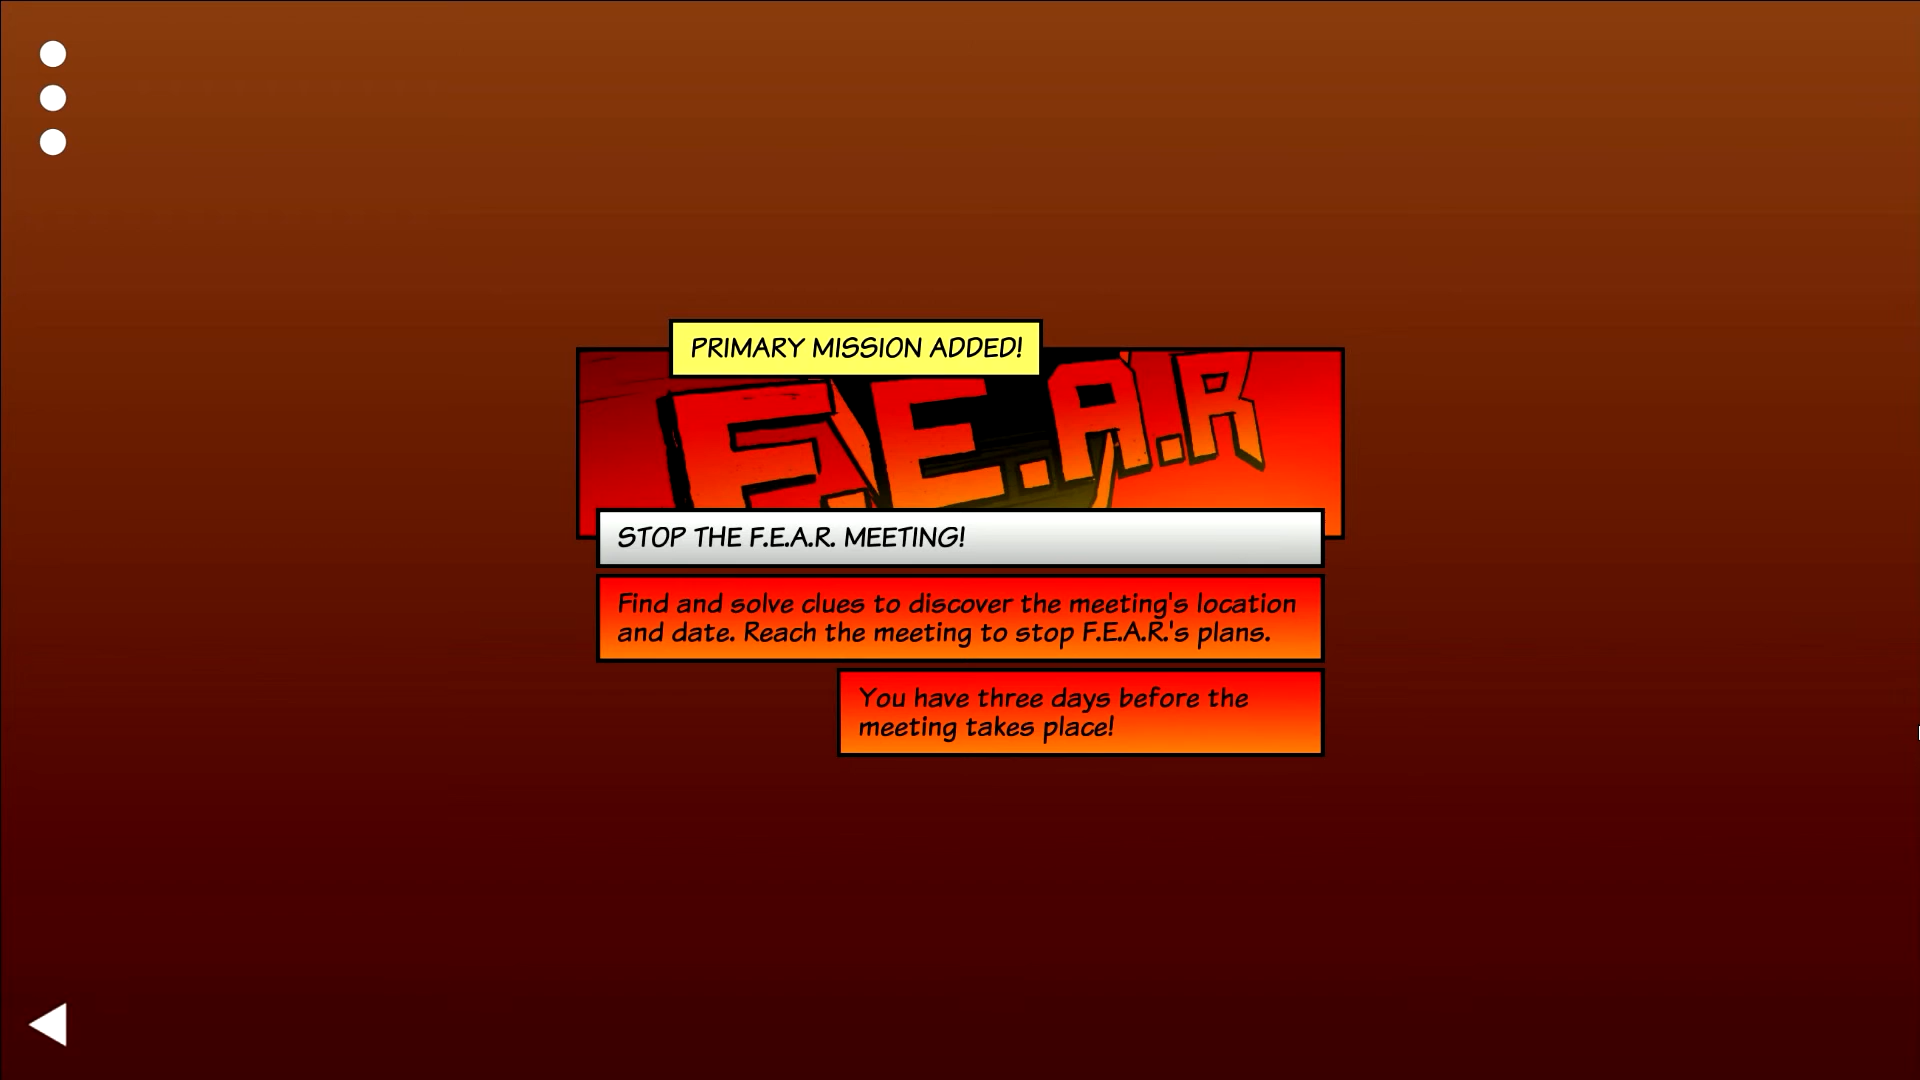 PRIMARY MISSION ADDED!
F.E.A.R
STOP THE F.E.A.R. MEETING!
Find and solve clues to discover the meeting's location
and date. Reach the meeting to stop F.E.A.R.'s plans.
You have three days before the
meeting takes place!